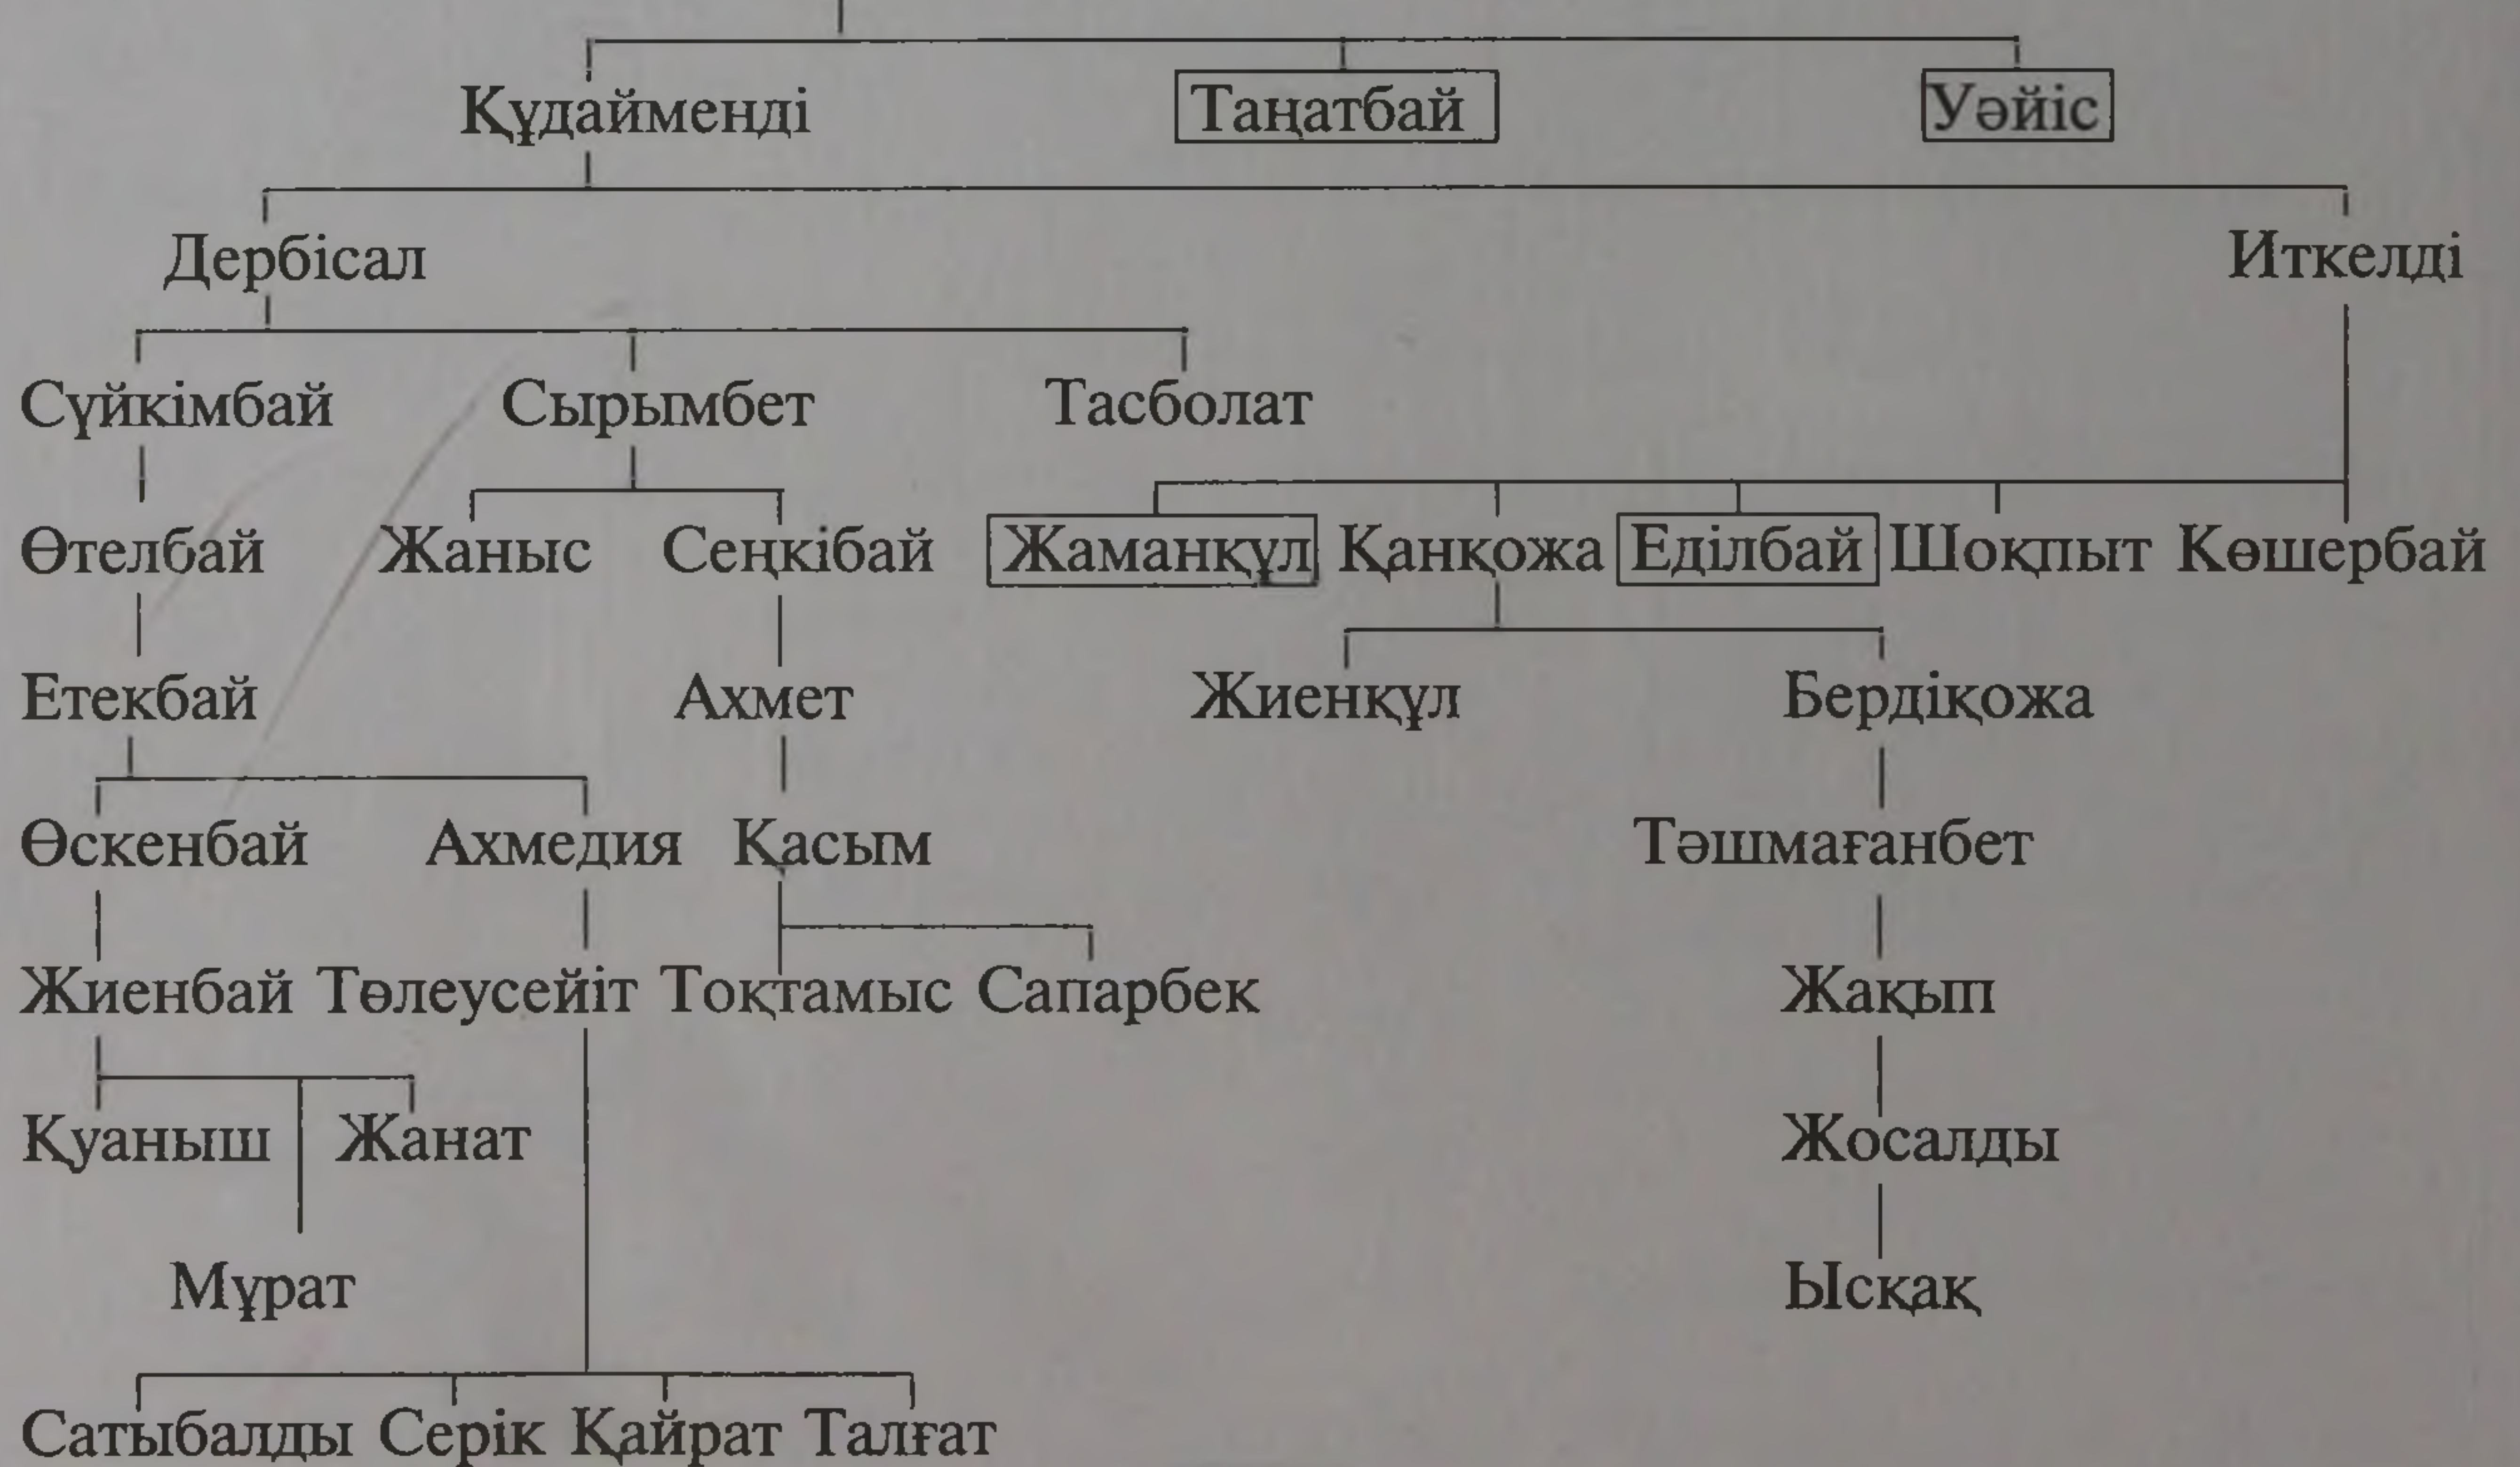 Құдайменді Таңатбай Уәйіс
Дербісал Иткелді
Сүйкімбай Сырымбет Тасболат
Өтелбай Жаныс Сеңкібай Жаманқұл Қанқожа Еділбай Шоқпыт Көшербай
Етекбай Ахмет Жиенқұл Бердіқожа
Өскенбай Ахмедия Қасым Тәшмағанбет
Жиенбай Төлеусейіт Тоқтамыс Сапарбек Жақып
Қуаныш Жанат Жосалды
Мұрат Ысқақ
Сатыбалды Серік Қайрат Талғат